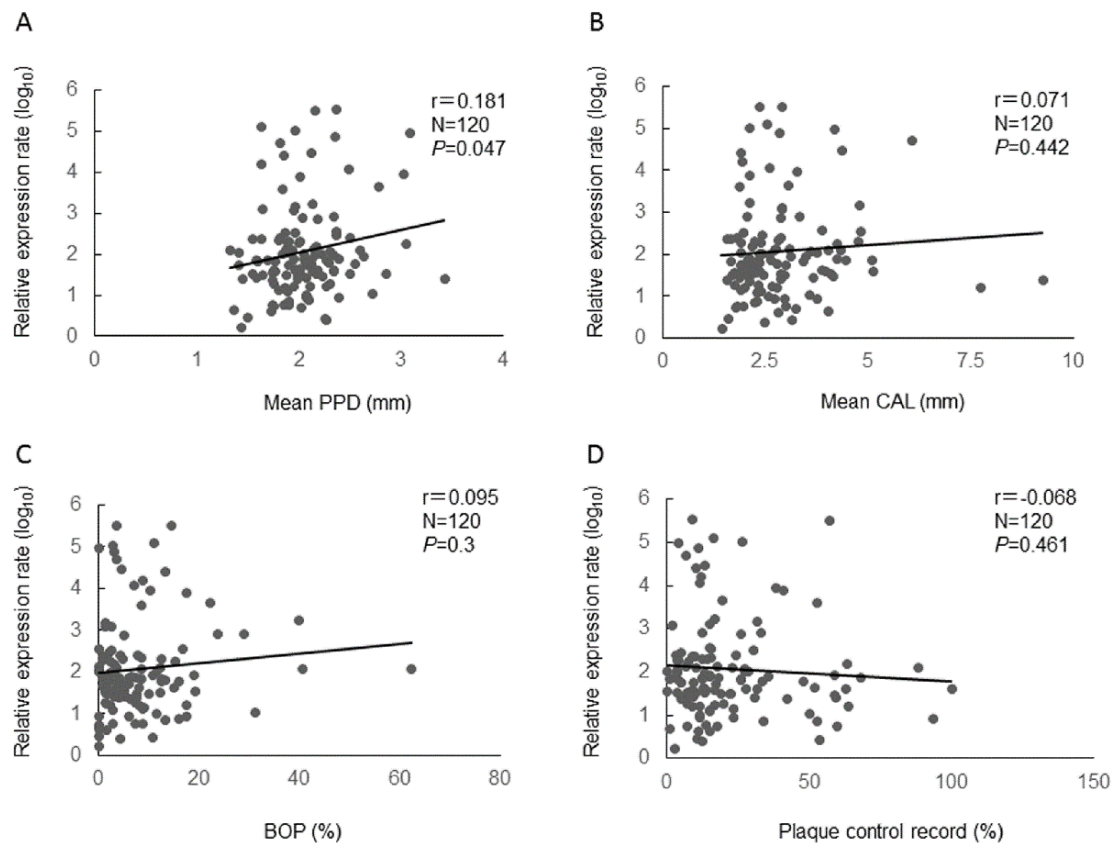 A
Relative expression rate (log10)
6
5
4
3
2
1
0
0 1 2 3 4
Mean PPD (mm)
r=0.181
N=120
P=0.047
B
Relative expression rate (log10)
6
5
4
3
2
1
0
0 2.5 5 7.5 10
Mean CAL (mm)
r=0.071
N=120
P=0.442
C
Relative expression rate (log10)
6
5
4
3
2
1
0
0 20 40 60 80
BOP (%)
r=0.095
N=120
P=0.3
D
Relative expression rate (log10)
6
5
4
3
2
1
0
0 50 100 150
Plaque control record (%)
r=-0.068
N=120
P=0.461